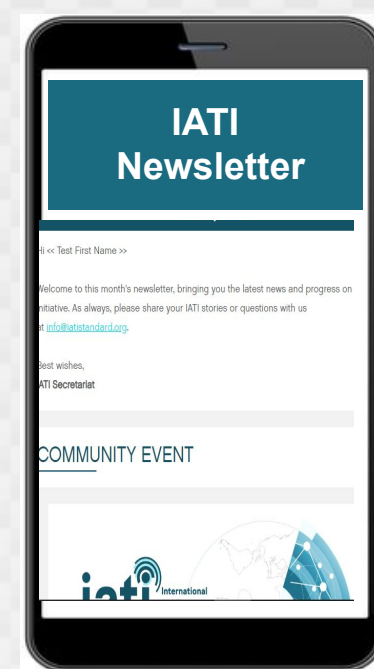 IATI
Newsletter
Hi << Test First Name >>
Welcome to this month's newsletter, bringing you the latest news and progress on
initiative. As always, please share your IATI stories or questions with us
at info@iatistandard.org.
Best wishes,
IATI Secretariat
COMMUNITY EVENT
iati International